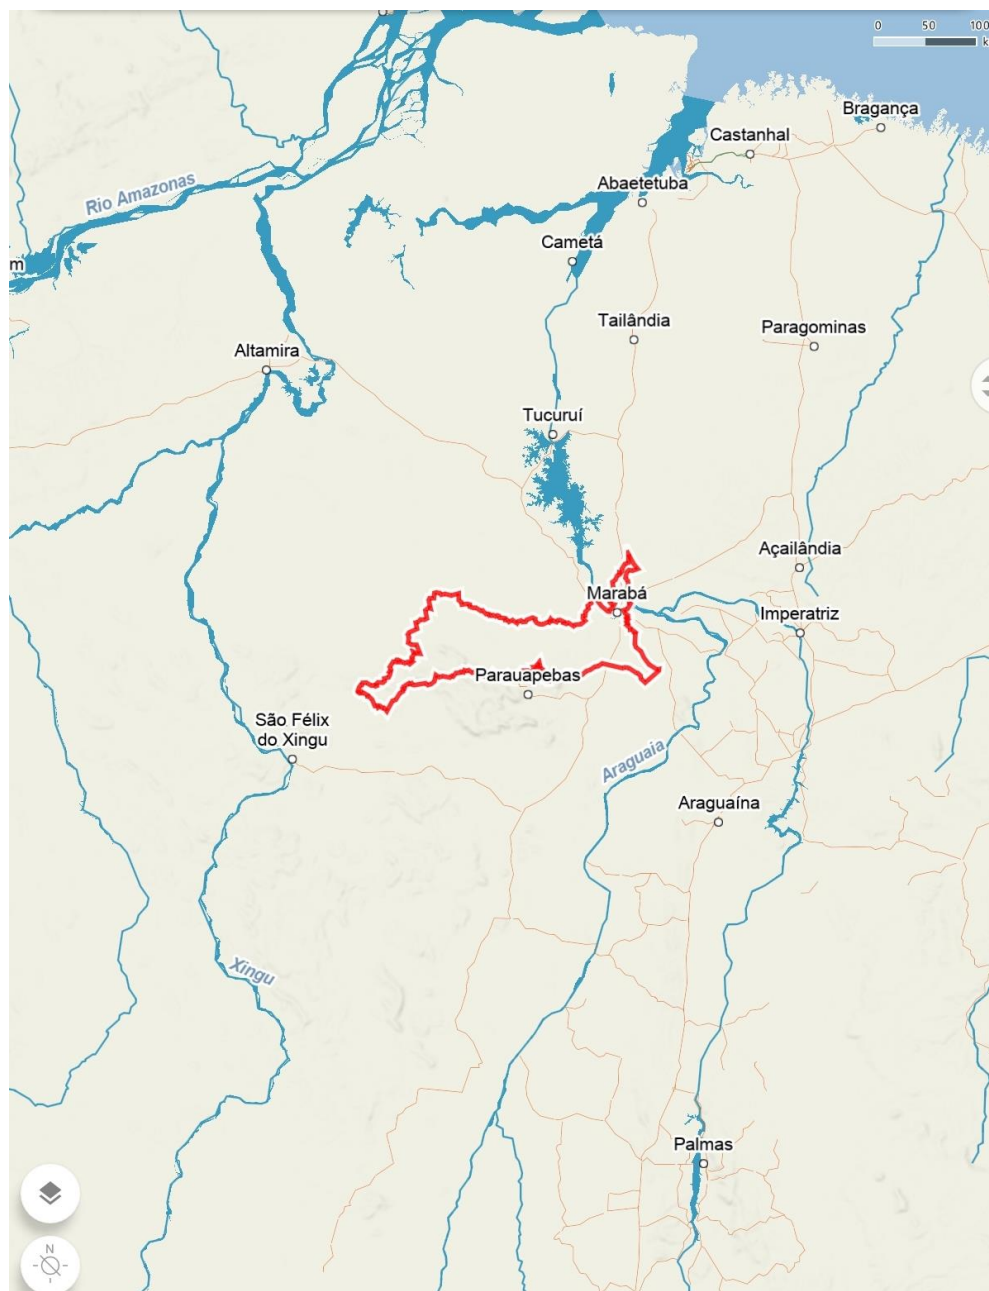 0 50 100
k
Bragança
Castanhal
Abaetetuba
Rio Amazonas
Cametá
m
Tailândia
Paragominas
Altamira
Tucuruí
Açailândia
Marabá
Imperatriz
Parauapebas
São Félix
do Xingu
Araguaia
Araguaína
Xingu
Palmas
N